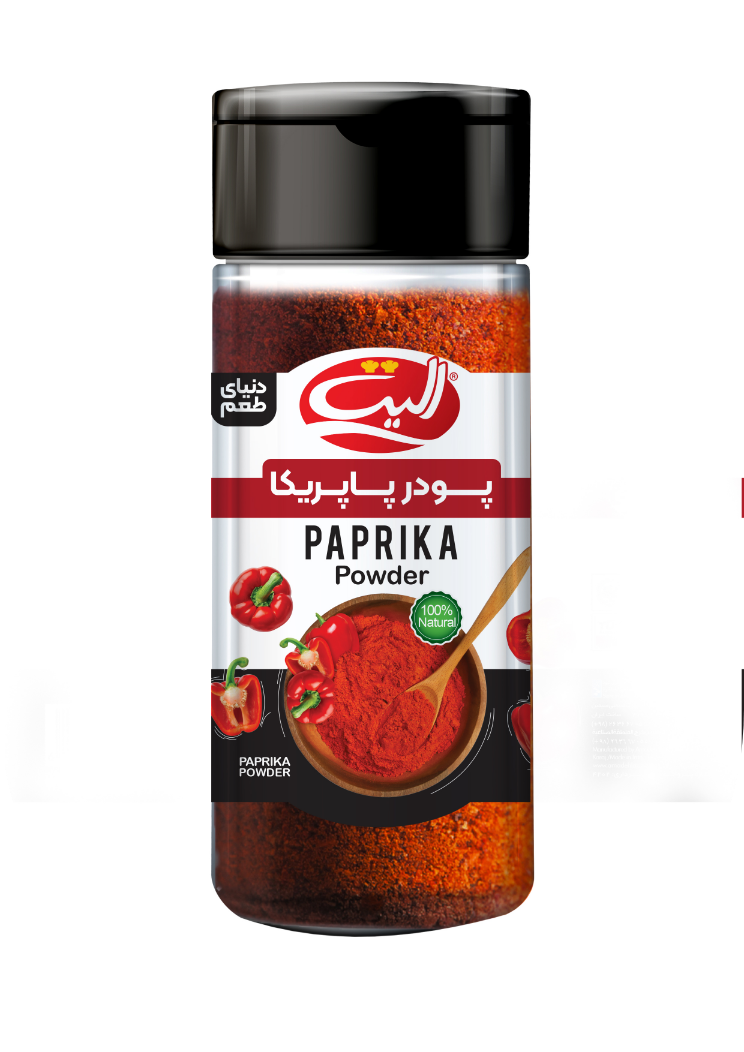 دنیای
طعم
الیت®
پودر پاپریکا
PAPRIKA
Powder
100%
Natural
PAPRIKA
POWDER